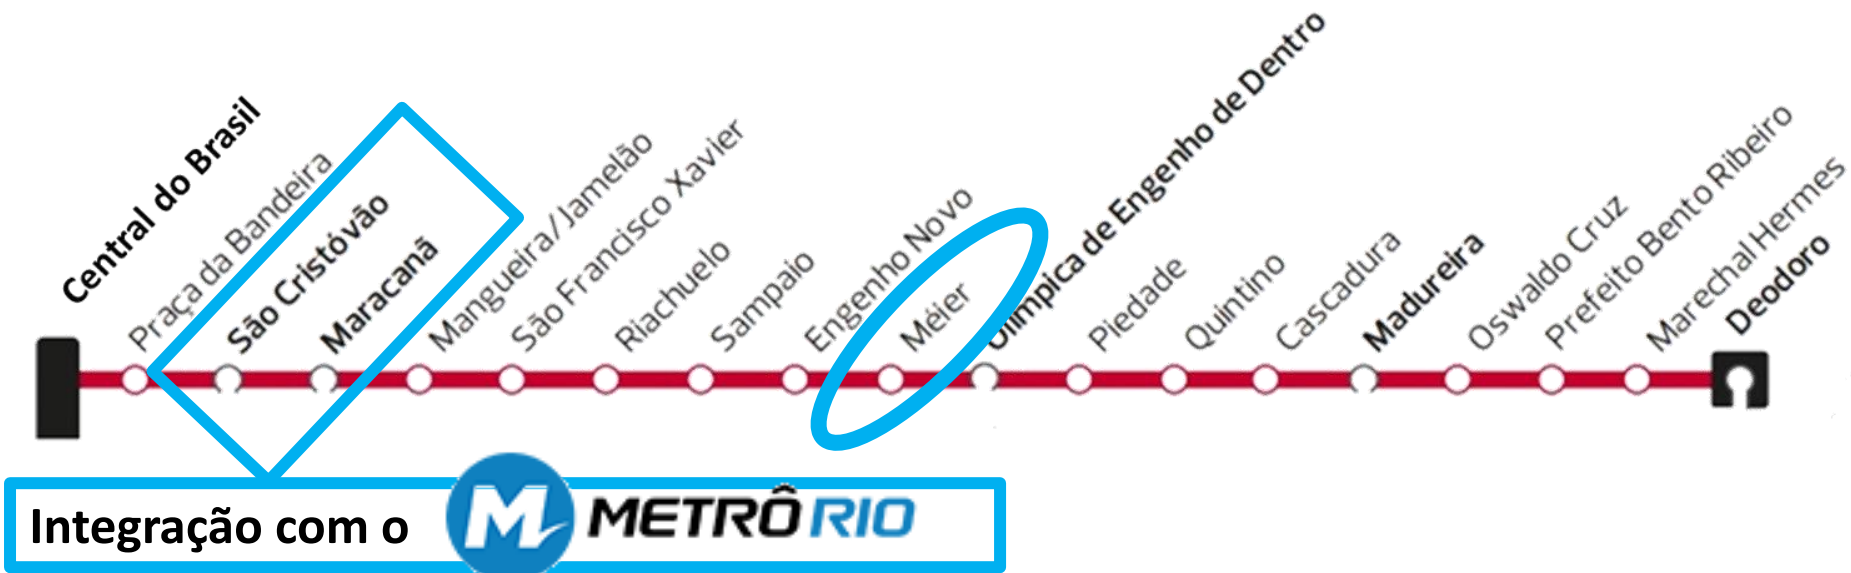 Central do Brasil
Praça da Bandeira
São Cristóvão
Maracanã
Mangueira/Jamelão
São Francisco Xavier
Riachuelo
Sampaio
Engenho Novo
Méier
Olímpica de Engenho de Dentro
Piedade
Quintino
Cascadura
Madureira
Oswaldo Cruz
Prefeito Bento Ribeiro
Marechal Hermes
Deodoro
Integração com o M METRÔ RIO